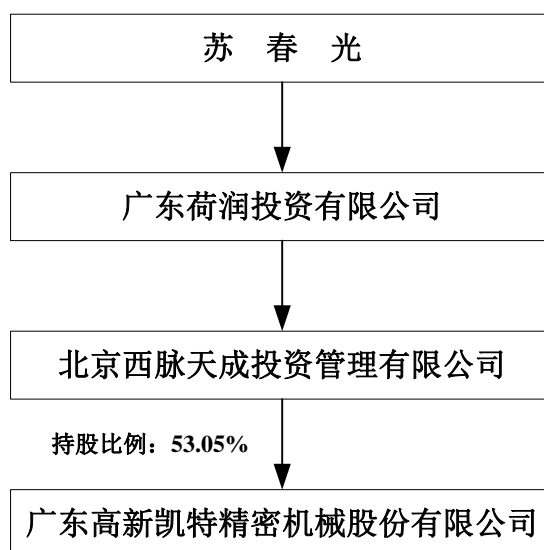 苏 春 光
广东荷润投资有限公司
北京西脉天成投资管理有限公司
持股比例：53.05%
广东高新凯特精密机械股份有限公司